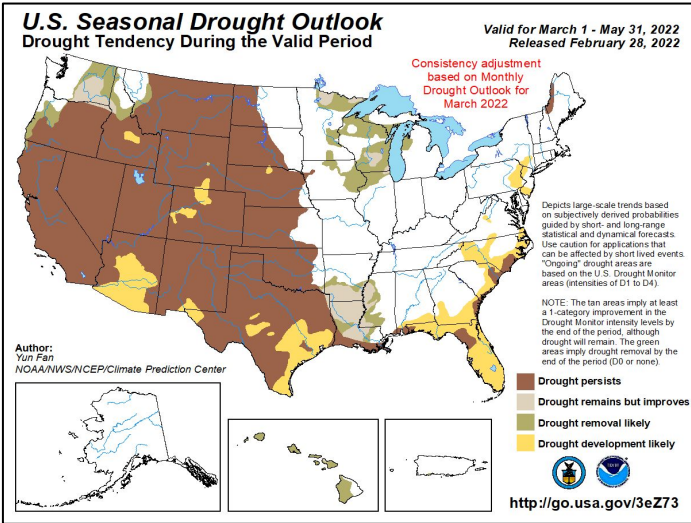 U.S. Seasonal Drought Outlook
Drought Tendency During the Valid Period
Valid for March 1 - May 31, 2022
Released February 28, 2022
Consistency adjustment
based on Monthly
Drought Outlook for
March 2022
Depicts large-scale trends based
on subjectively derived probabilities
guided by short- and long-range
statistical and dynamical forecasts.
Use caution for applications that
can be affected by short lived events.
"Ongoing" drought areas are
based on the U.S. Drought Monitor
areas (intensities of D1 to D4).
NOTE: The tan areas imply at least
a 1-category improvement in the
Drought Monitor intensity levels by
the end of the period, although
drought will remain. The green
areas imply drought removal by the
end of the period (D0 or none).
Author:
Yun Fan
NOAA/NWS/NCEP/Climate Prediction Center
Drought persists
Drought remains but improves
Drought removal likely
Drought development likely
http://go.usa.gov/3eZ73